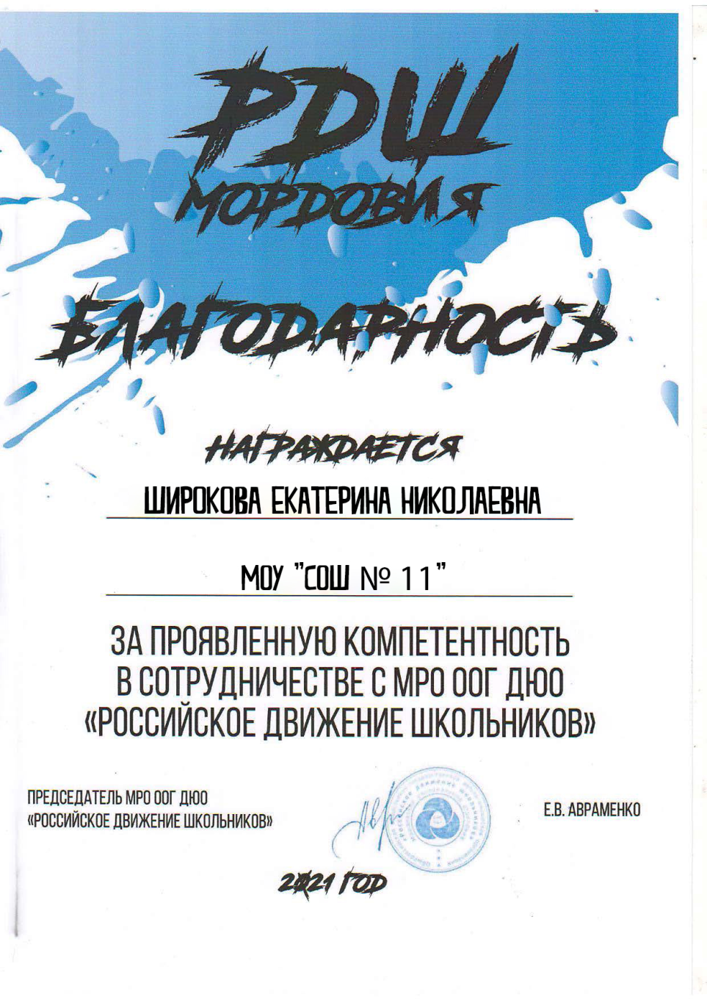 РДШ
МОРДОВИЯ
БЛАГОДАРНОСТЬ
НАГРАЖДАЕТСЯ
ШИРОКОВА ЕКАТЕРИНА НИКОЛАЕВНА
МОУ "СОШ № 11"
ЗА ПРОЯВЛЕННУЮ КОМПЕТЕНТНОСТЬ
В СОТРУДНИЧЕСТВЕ С МРО ООГ ДЮО
«РОССИЙСКОЕ ДВИЖЕНИЕ ШКОЛЬНИКОВ»
ПРЕДСЕДАТЕЛЬ МРО ООГ ДЮО
«РОССИЙСКОЕ ДВИЖЕНИЕ ШКОЛЬНИКОВ»
Е.В. АВРАМЕНКО
2021 ГОД